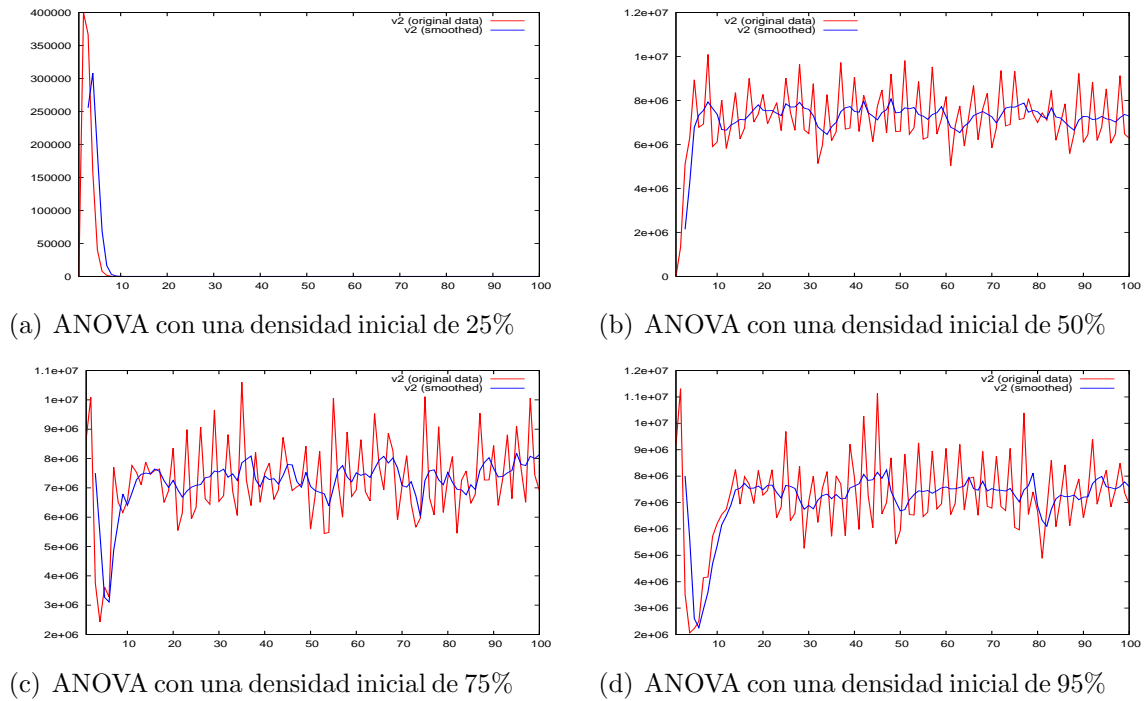 v2 (original data)
v2 (smoothed)
400000
350000
300000
250000
200000
150000
100000
50000
0
10 20 30 40 50 60 70 80 90 100
(a) ANOVA con una densidad inicial de 25%
v2 (original data)
v2 (smoothed)
1.2e+07
1e+07
8e+06
6e+06
4e+06
2e+06
0
10 20 30 40 50 60 70 80 90 100
(b) ANOVA con una densidad inicial de 50%
v2 (original data)
v2 (smoothed)
1.1e+07
1e+07
9e+06
8e+06
7e+06
6e+06
5e+06
4e+06
3e+06
2e+06
10 20 30 40 50 60 70 80 90 100
(c) ANOVA con una densidad inicial de 75%
v2 (original data)
v2 (smoothed)
1.2e+07
1.1e+07
1e+07
9e+06
8e+06
7e+06
6e+06
5e+06
4e+06
3e+06
2e+06
10 20 30 40 50 60 70 80 90 100
(d) ANOVA con una densidad inicial de 95%